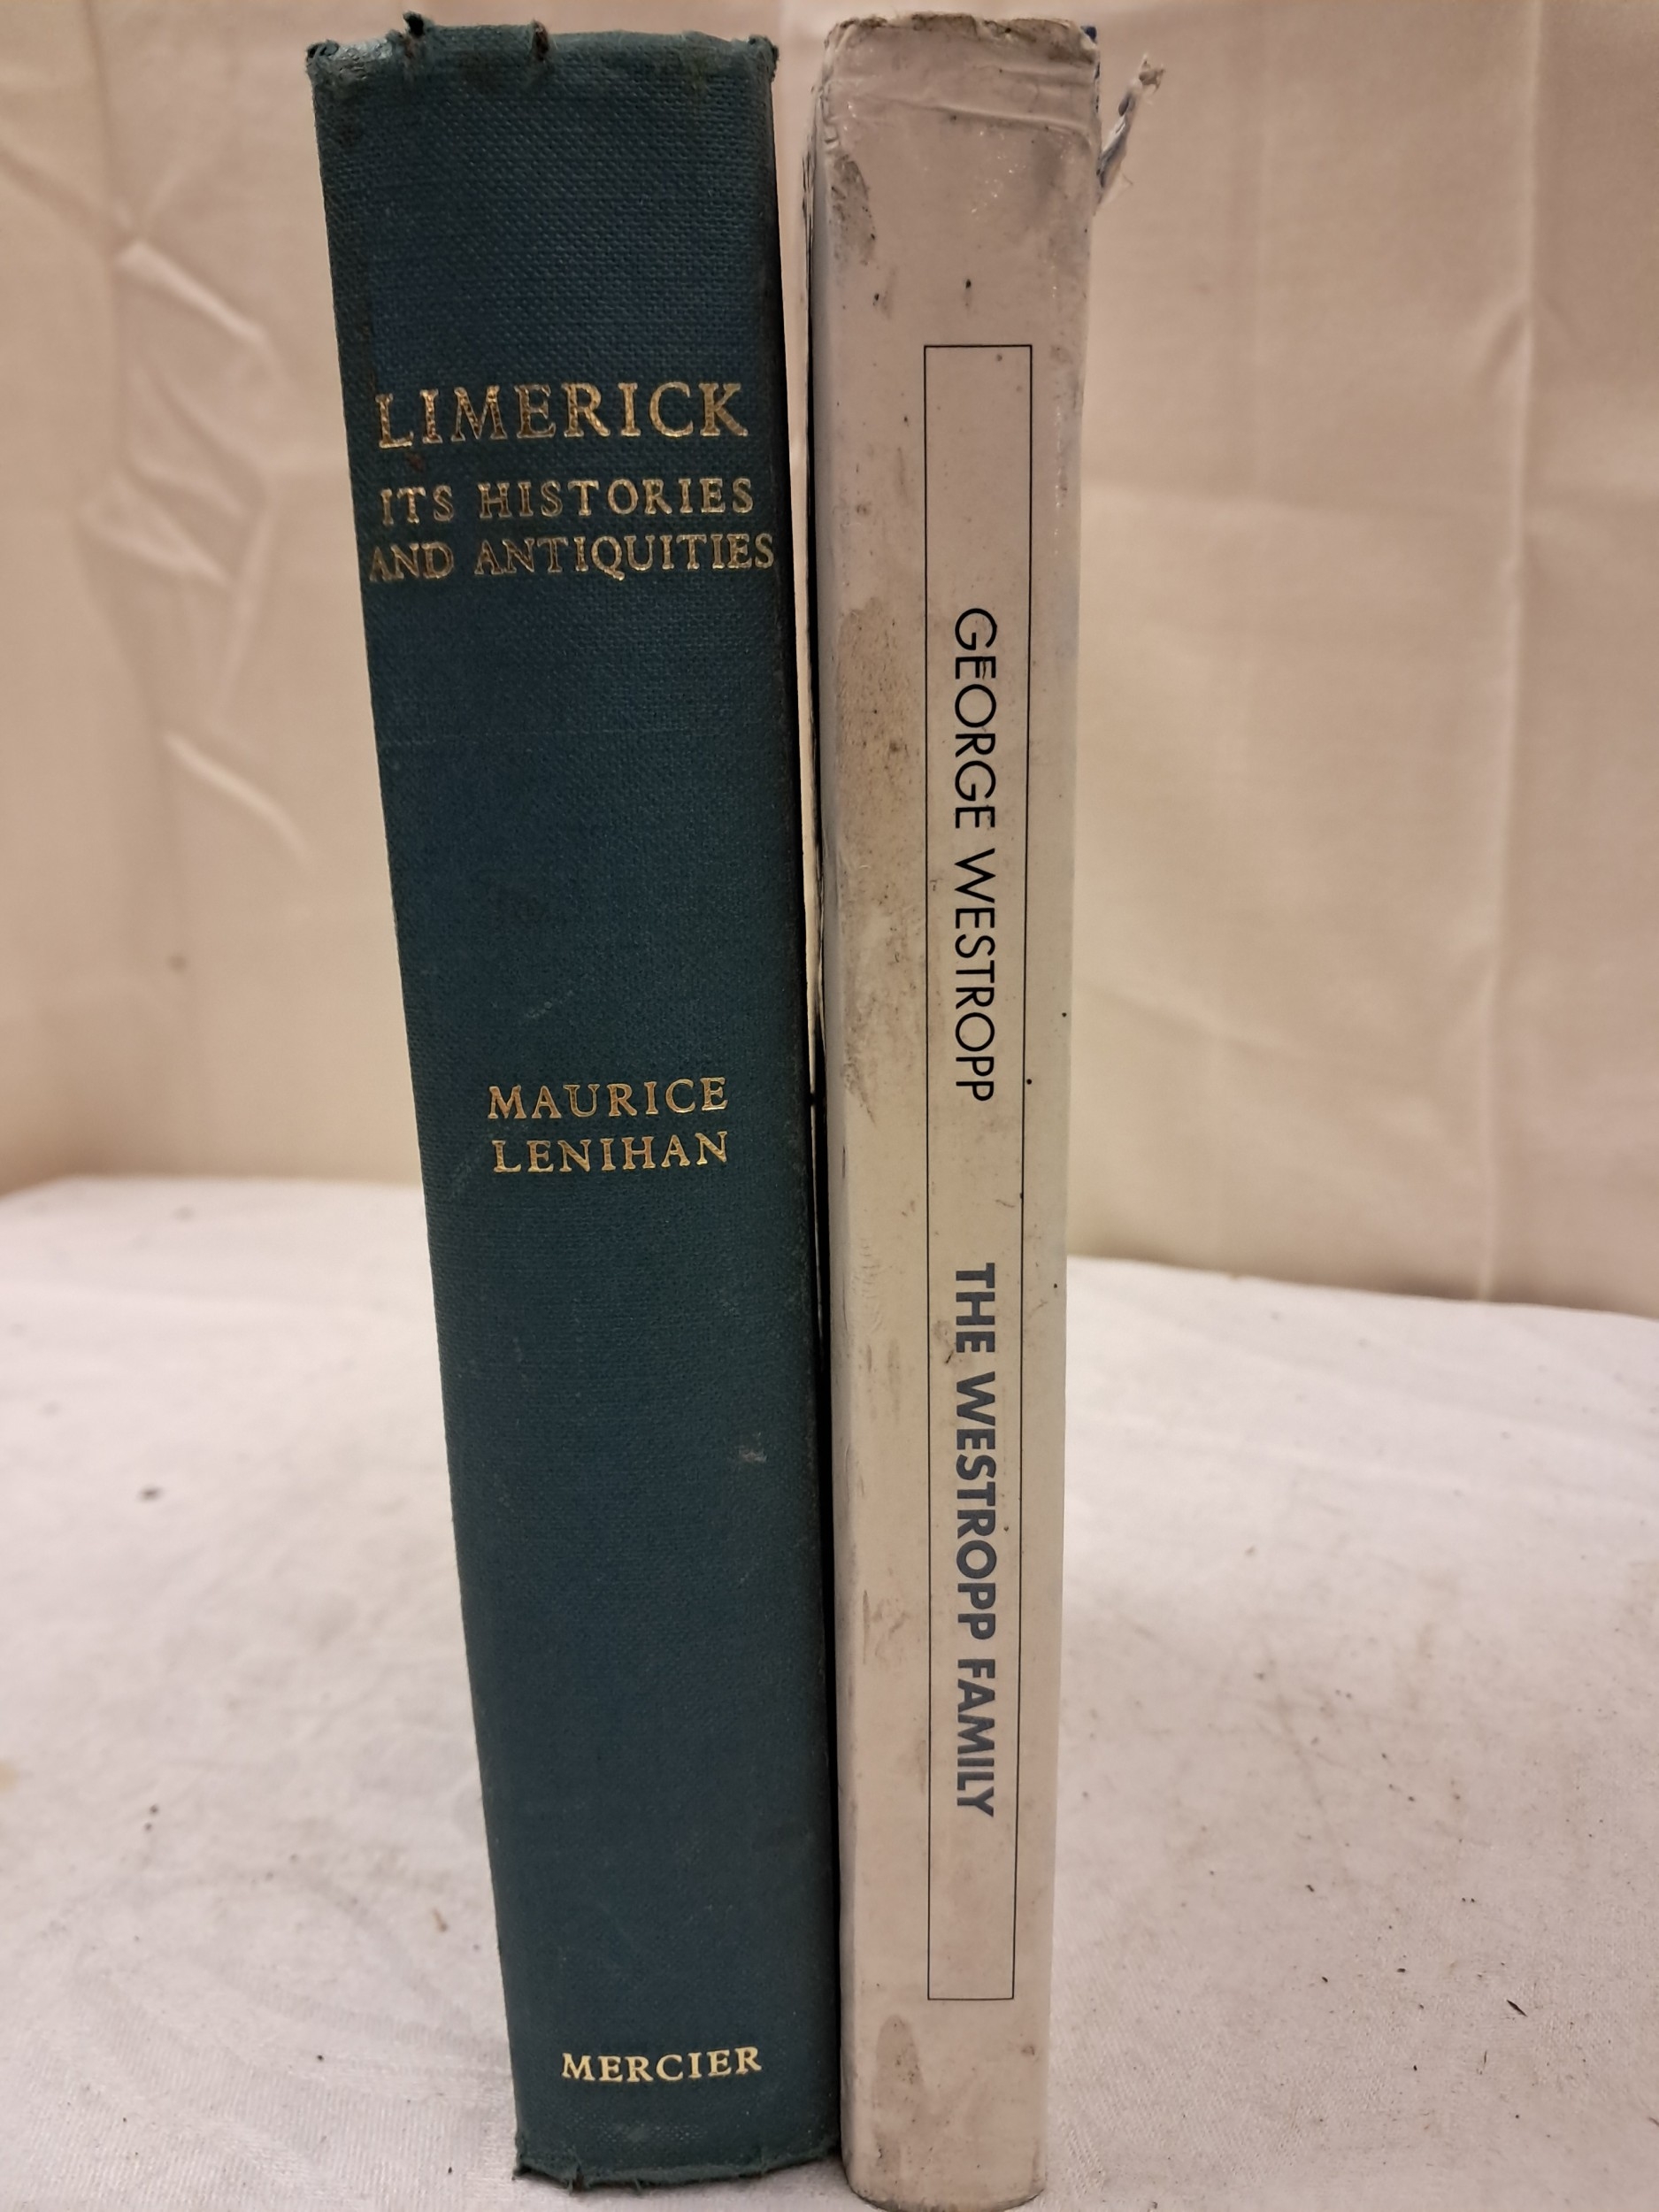 LIMERICK
ITS HISTORIES
AND ANTIQUITIES
MAURICE
LENIHAN
MERCIER
GEORGE WESTROPP THE WESTROPP FAMILY